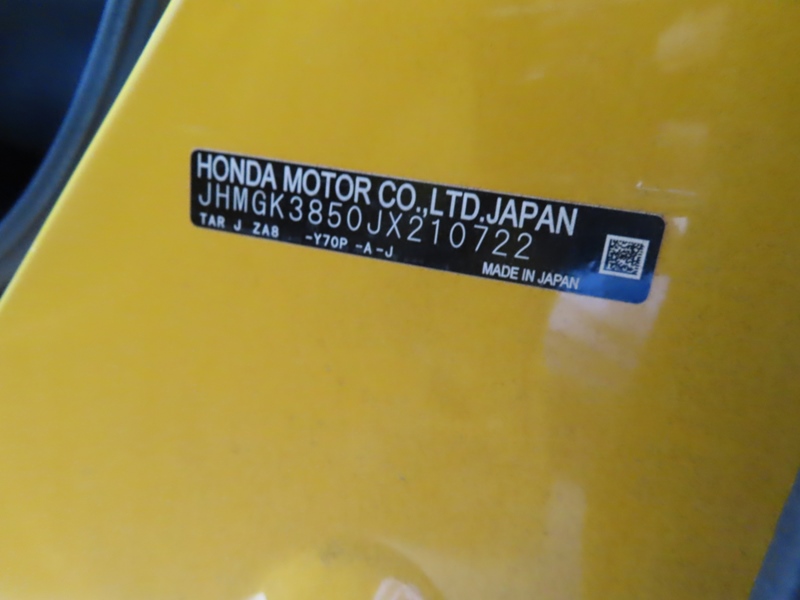 HONDA MOTOR CO.,LTD.JAPAN
JHMGK3850JX210722
TAR J ZA8 -Y70P -A-J
MADE IN JAPAN